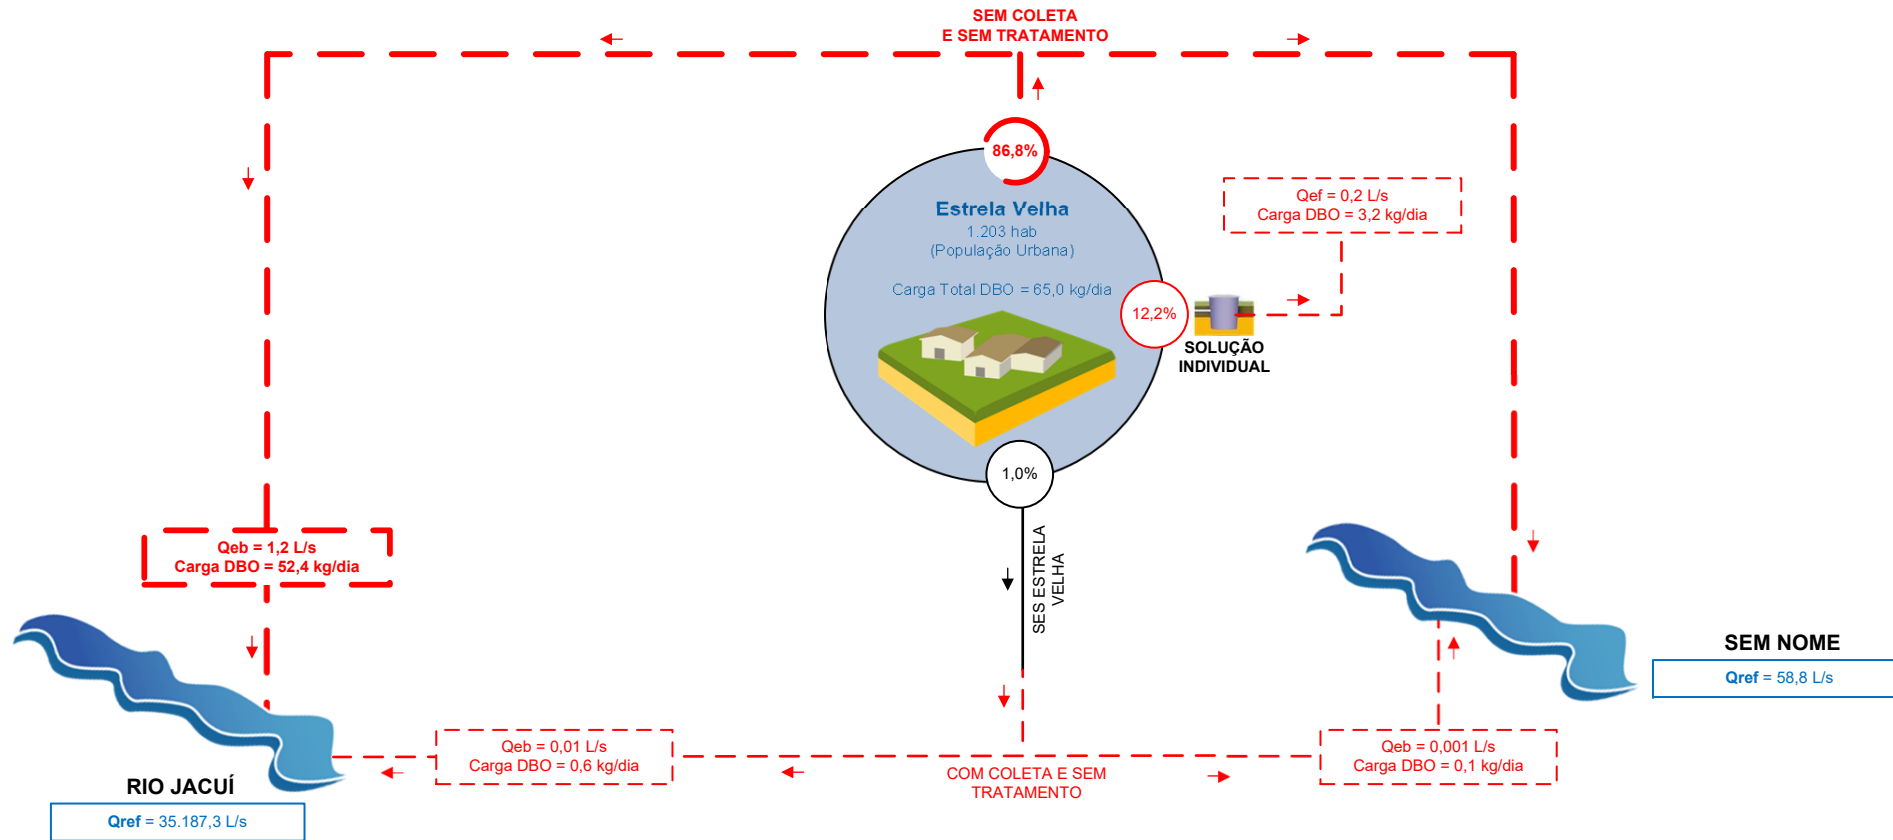 SEM COLETA
E SEM TRATAMENTO
86,8%
Estrela Velha
1.203 hab
(População Urbana)
Carga Total DBO = 65,0 kg/dia
12,2%
SOLUÇÃO
INDIVIDUAL
Qef = 0,2 L/s
Carga DBO = 3,2 kg/dia
1,0%
SES ESTRELA
VELHA
Qeb = 1,2 L/s
Carga DBO = 52,4 kg/dia
RIO JACUÍ
Qref = 35.187,3 L/s
Qeb = 0,01 L/s
Carga DBO = 0,6 kg/dia
COM COLETA E SEM
TRATAMENTO
Qeb = 0,001 L/s
Carga DBO = 0,1 kg/dia
SEM NOME
Qref = 58,8 L/s